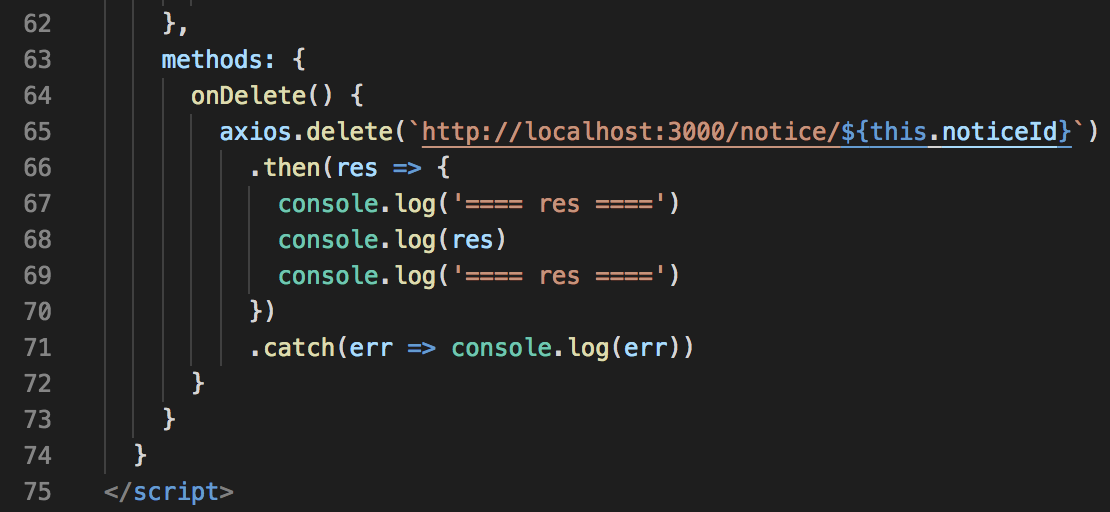 62 },
63 methods: {
64 onDelete() {
65 axios.delete(`http://localhost:3000/notice/${this.noticeId}`)
66 .then(res => {
67 console.log('==== res ====')
68 console.log(res)
69 console.log('==== res ====')
70 })
71 .catch(err => console.log(err))
72 }
73 }
74 }
75 </script>